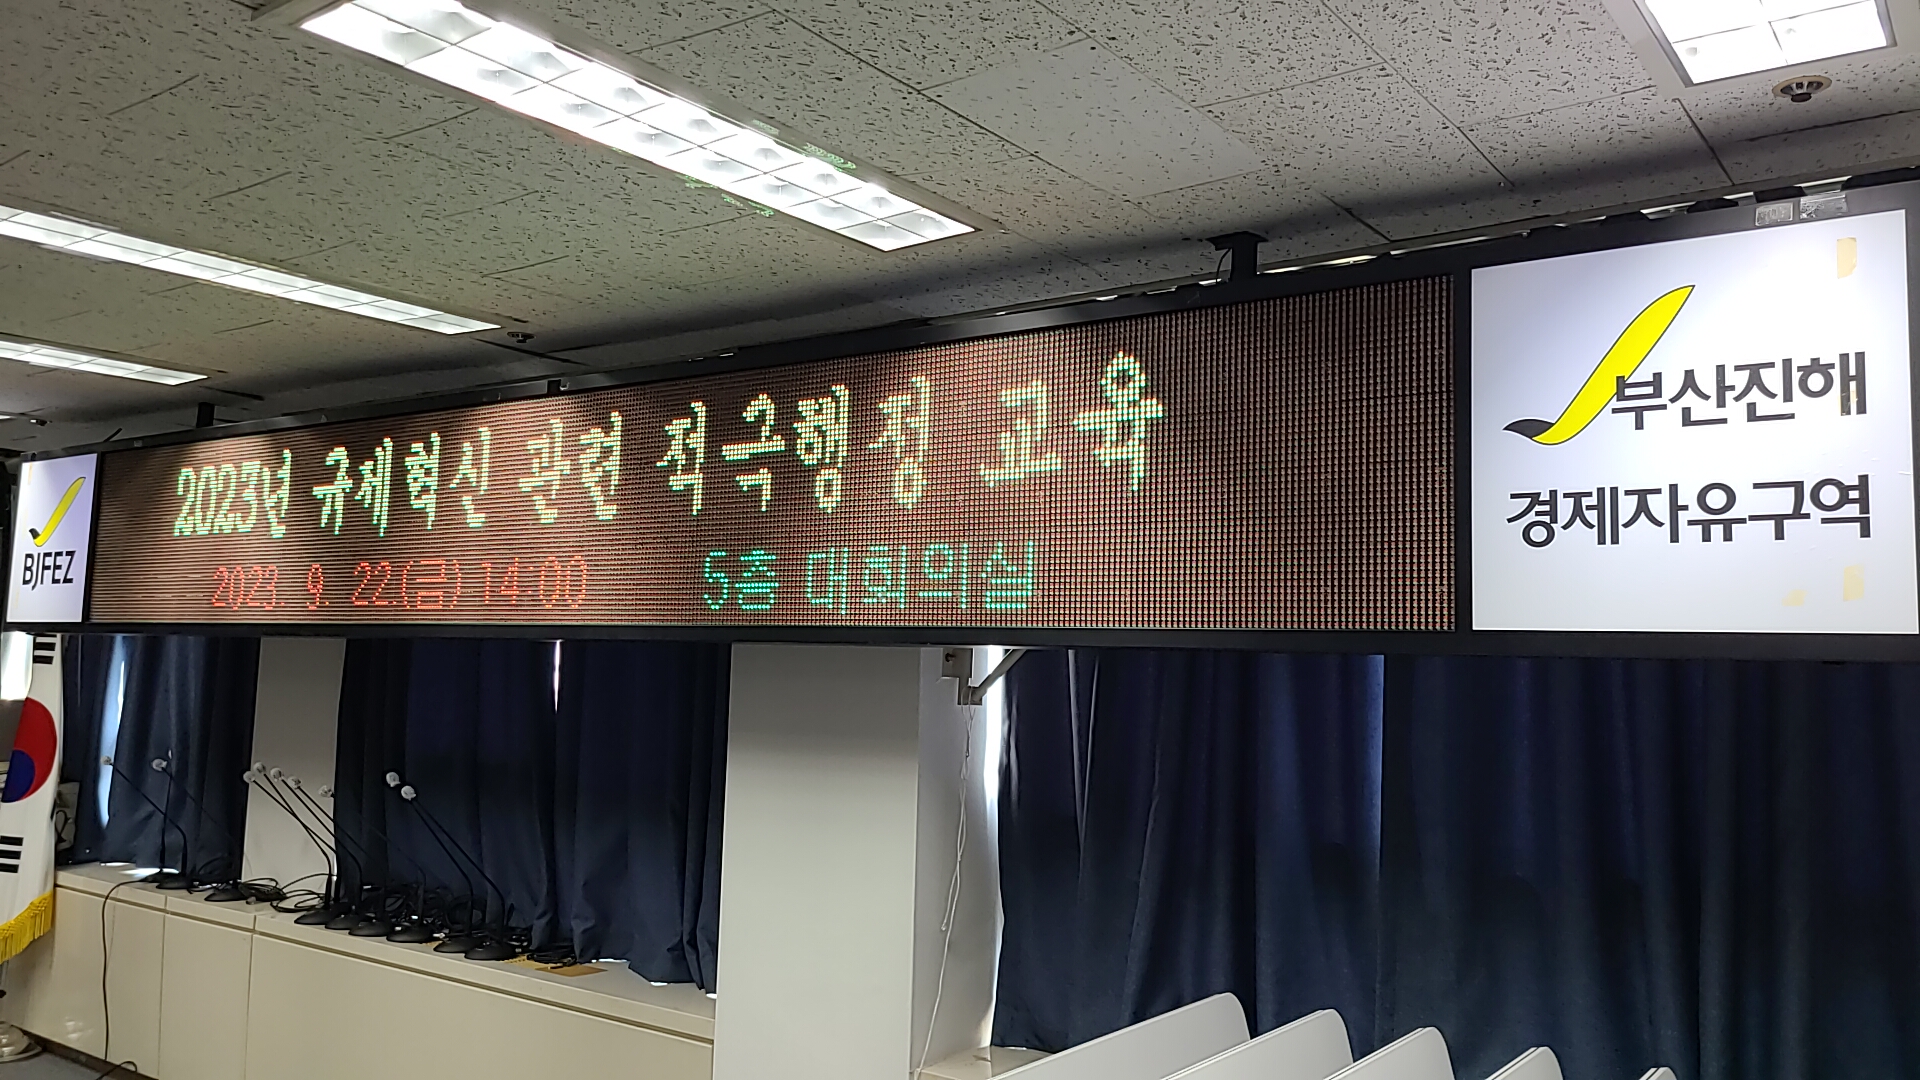 BJFEZ
2023년 규제혁신 관련 적극행정 교육
2023. 9. 22.(금) 14:00 5층 대회의실
부산진해
경제자유구역